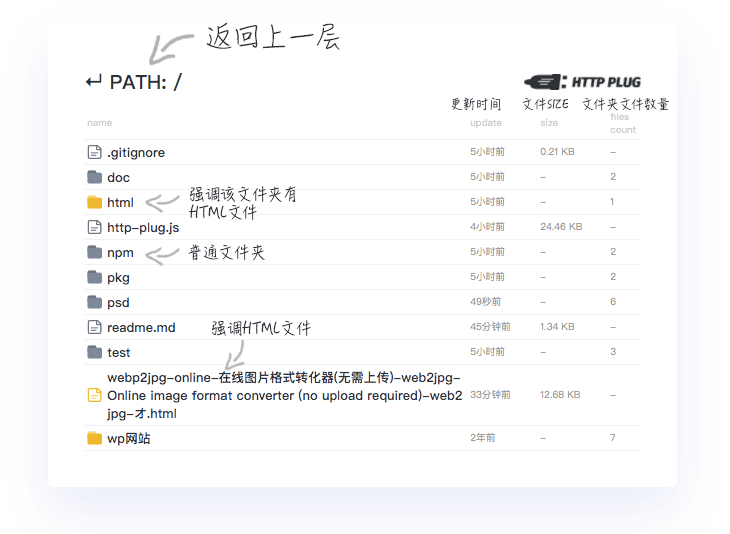 返回上一层
↵ PATH: /
HTTP PLUG
更新时间 文件SIZE 文件夹文件数量
name update size files count
.gitignore 5小时前 0.21 KB –
doc 5小时前 – 2
html 5小时前 – 1
强调该文件夹有
HTML文件
http-plug.js 4小时前 24.46 KB –
npm 5小时前 – 2
普通文件夹
pkg 5小时前 – 2
psd 49秒前 – 6
readme.md 45分钟前 1.34 KB –
强调HTML文件
test 5小时前 – 3
webp2jpg-online-在线图片格式转化器(无需上传)-web2jpg-
Online image format converter (no upload required)-web2 33分钟前 12.68 KB –
jpg-才.html
wp网站 2年前 – 7